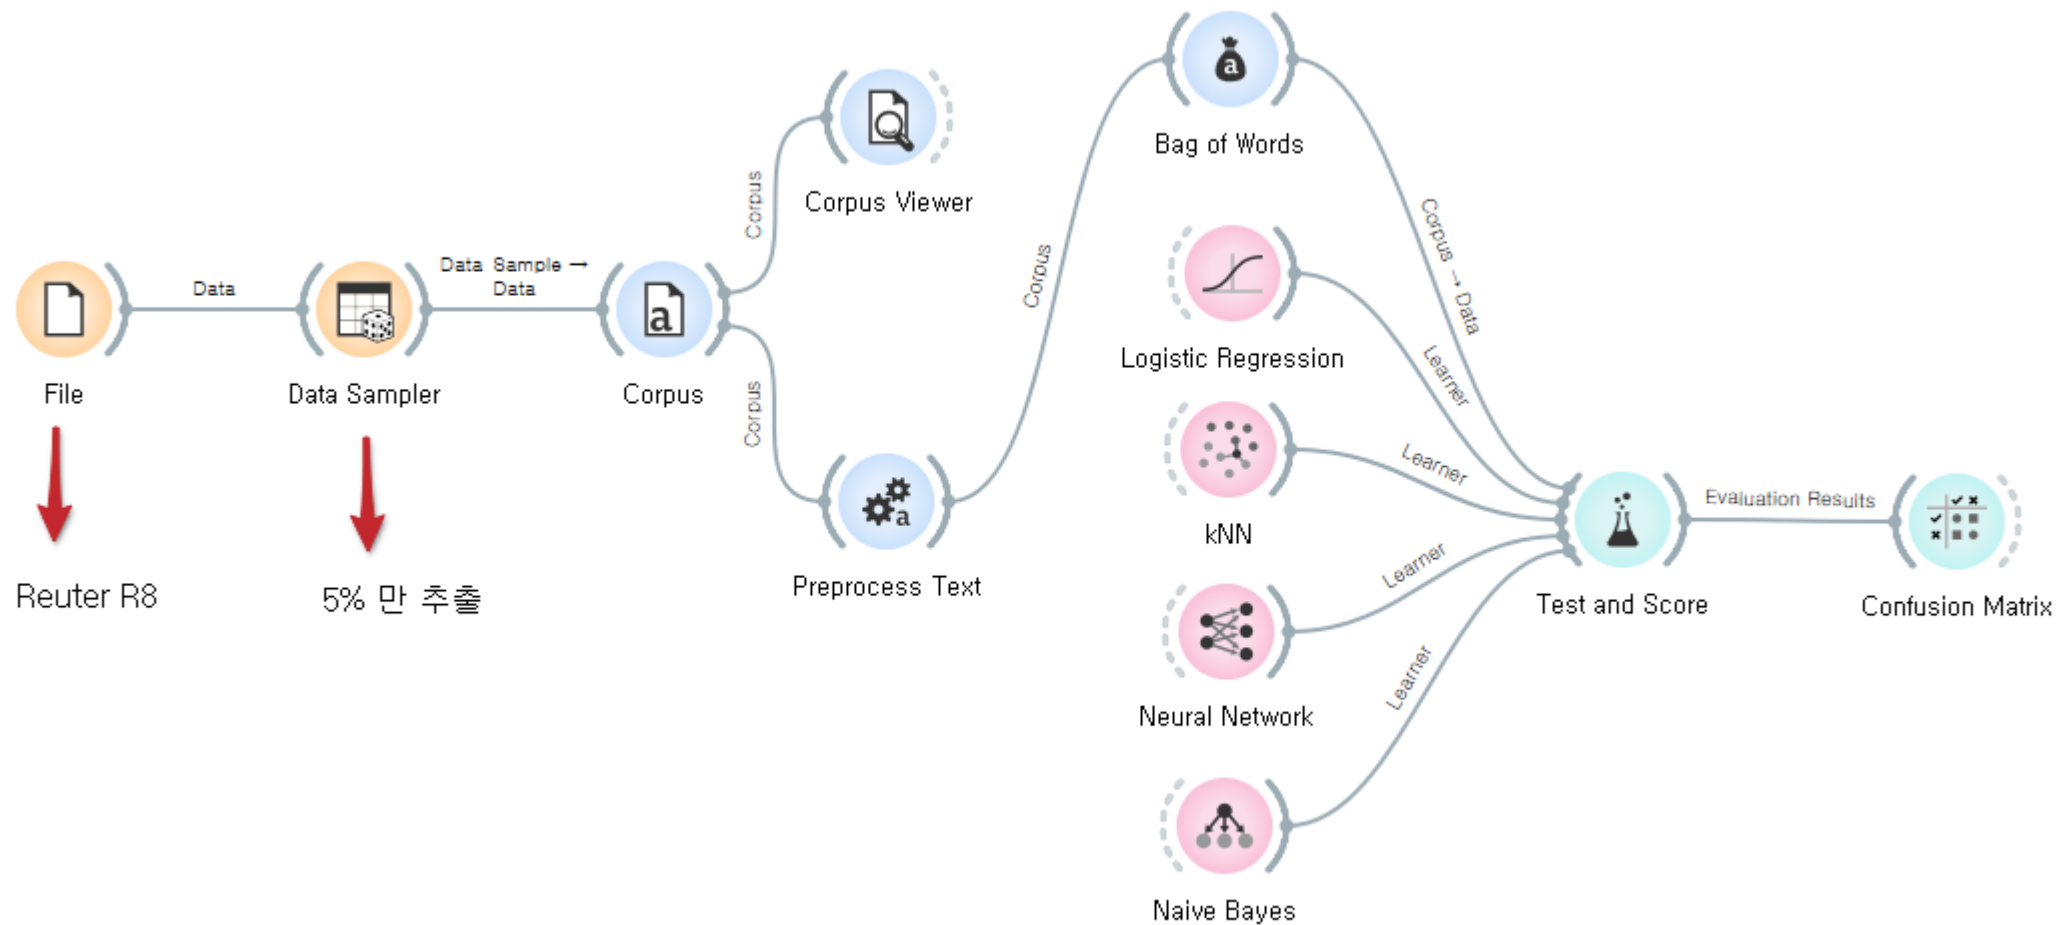 File
Data
Data Sampler
Data Sample →
Data
Corpus
Corpus
Corpus Viewer
Corpus
Preprocess Text
Corpus
Bag of Words
Corpus → Data
Logistic Regression
Learner
kNN
Learner
Neural Network
Learner
Naive Bayes
Learner
Test and Score
Evaluation Results
Confusion Matrix
Reuter R8
5% 만 추출
a
a
a
a